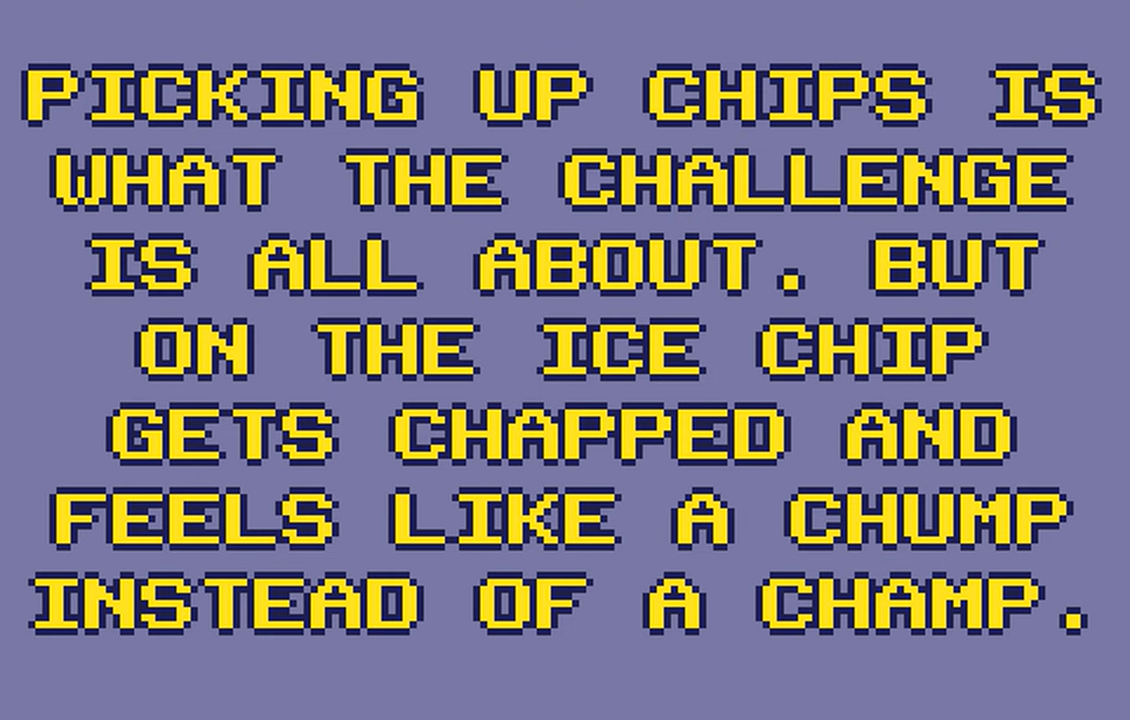 PICKING UP CHIPS IS
WHAT THE CHALLENGE
IS ALL ABOUT. BUT
ON THE ICE CHIP
GETS CHAPPED AND
FEELS LIKE A CHUMP
INSTEAD OF A CHAMP.